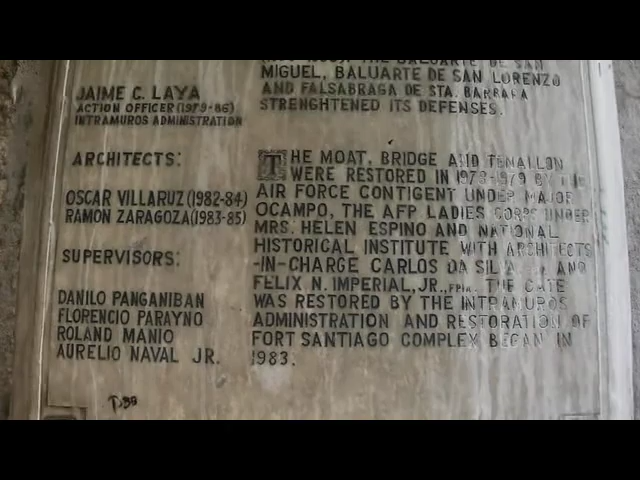 JAIME C. LAYA
ACTION OFFICER (1979-86)
INTRAMUROS ADMINISTRATION
ARCHITECTS:
OSCAR VILLARUZ (1982-84)
RAMON ZARAGOZA (1983-85)
SUPERVISORS:
DANILO PANGANIBAN
FLORENCIO PARAYNO
ROLAND MANIO
AURELIO NAVAL JR.
THE BALUARTE DE SAN
MIGUEL, BALUARTE DE SAN LORENZO
AND FALSABRAGA DE STA. BARBARA
STRENGHTENED ITS DEFENSES.
THE MOAT, BRIDGE AND TENAILLON
WERE RESTORED IN BY THE
AIR FORCE CONTIGENT UNDER MAJOR
OCAMPO, THE AFP LADIES CORPS UNDER
MRS. HELEN ESPINO AND NATIONAL
HISTORICAL INSTITUTE WITH ARCHITECTS
-IN-CHARGE CARLOS DA SILVA AND
FELIX N. IMPERIAL, JR., THE GATE
WAS RESTORED BY THE INTRAMUROS
ADMINISTRATION AND RESTORATION OF
FORT SANTIAGO COMPLEX BEGAN IN
1983.